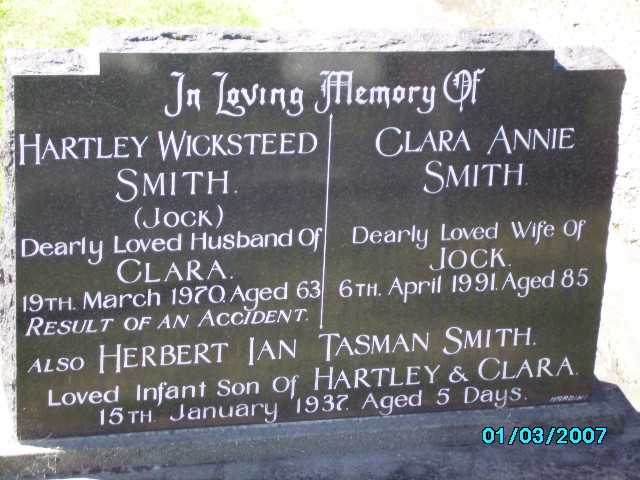 In Loving Memory Of
HARTLEY WICKSTEED
SMITH.
(JOCK)
Dearly Loved Husband Of
CLARA.
19TH. March 1970. Aged 63
RESULT OF AN ACCIDENT.
CLARA ANNIE
SMITH.
Dearly Loved Wife Of
JOCK.
6TH. April 1991. Aged 85
ALSO HERBERT IAN TASMAN SMITH.
Loved Infant Son Of HARTLEY & CLARA.
15TH. January 1937. Aged 5 Days.
01/03/2007